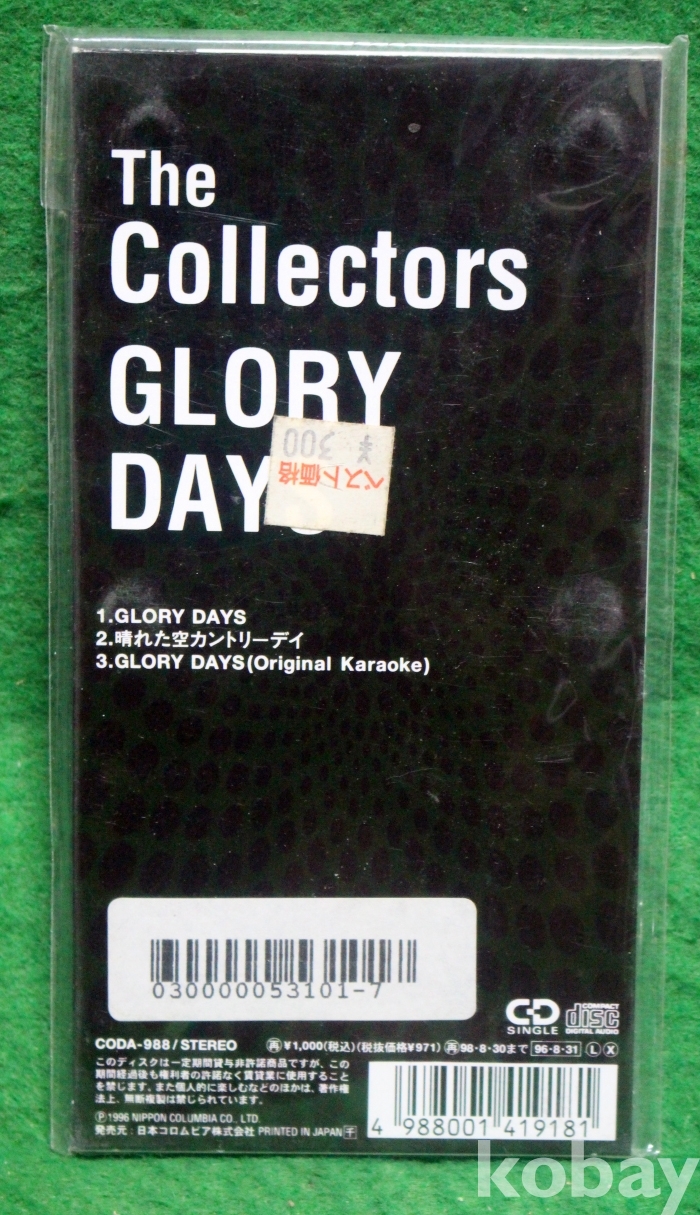 The
Collectors
GLORY
DAYS
¥300
ベスト価格
1.GLORY DAYS
2.晴れた空カントリーデイ
3.GLORY DAYS(Original Karaoke)
030000053101-7
CD
SINGLE
COMPACT
disc
DIGITAL AUDIO
CODA-988/STEREO ㊢¥1,000(税込)(税抜価格¥971) 再98・8・30まで 96・8・31 Ⓛ Ⓧ
このディスクは一定期間貸与非許諾商品ですが、この
期間経過後も権利者の許諾なく賃貸業に使用すること
を禁じます。また個人的に楽しむなどのほかは、著作権
法上、無断複製は禁じられています。
Ⓟ1996 NIPPON COLUMBIA CO., LTD.
発売元:日本コロムビア株式会社 PRINTED IN JAPAN 千
4 988001 419181
kobay